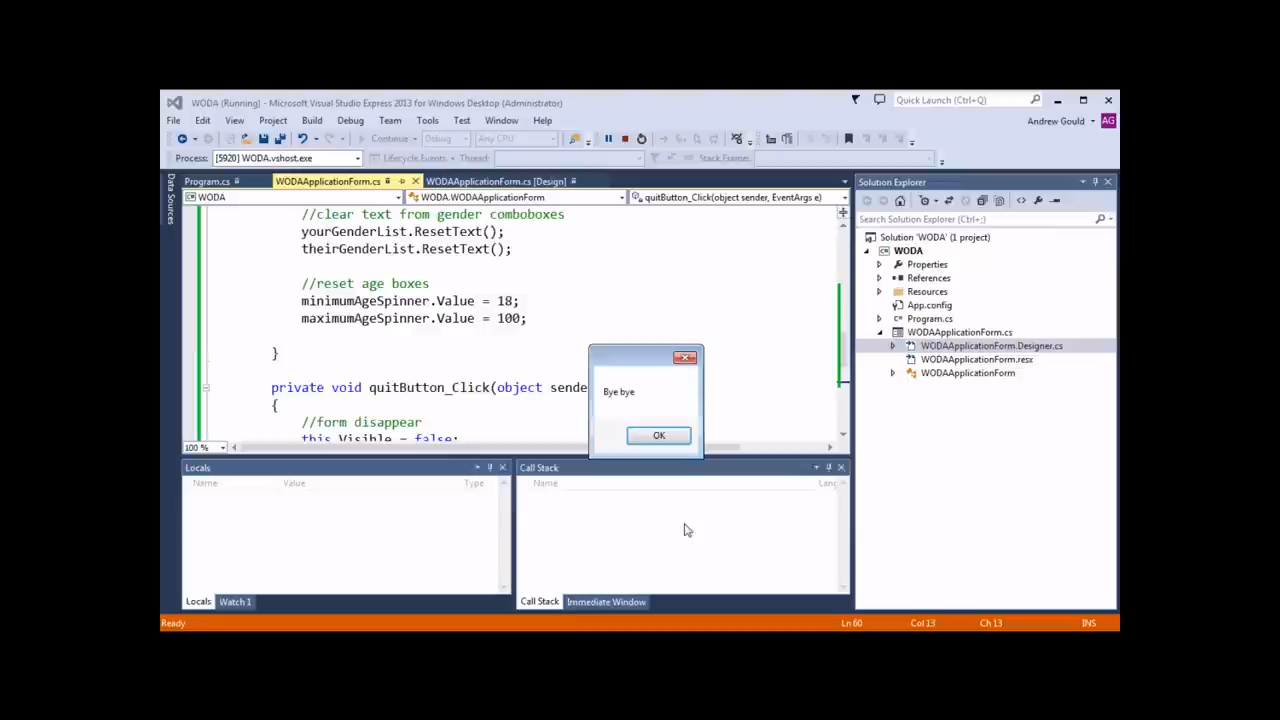 WODA (Running) - Microsoft Visual Studio Express 2013 for Windows Desktop (Administrator)
Quick Launch (Ctrl+Q)
File Edit View Project Build Debug Team Tools Test Window Help
Andrew Gould AG
Continue Debug Any CPU
Process: [5920] WODA.vshost.exe Lifecycle Events Thread: Stack Frame:
Data Sources
Program.cs WODAApplicationForm.cs WODAApplicationForm.cs [Design]
WODA WODA.WODAApplicationForm quitButton_Click(object sender, EventArgs e)
//clear text from gender comboboxes
yourGenderList.ResetText();
theirGenderList.ResetText();
//reset age boxes
minimumAgeSpinner.Value = 18;
maximumAgeSpinner.Value = 100;
}
private void quitButton_Click(object sende
{
//form disappear
this.Visible = false;
100 %
Bye bye
OK
Solution Explorer
Search Solution Explorer (Ctrl+;)
Solution 'WODA' (1 project)
WODA
Properties
References
Resources
App.config
Program.cs
WODAApplicationForm.cs
WODAApplicationForm.Designer.cs
WODAApplicationForm.resx
WODAApplicationForm
Locals
Name Value Type
Locals Watch 1
Call Stack
Name Lang
Call Stack Immediate Window
Ready Ln 60 Col 13 Ch 13 INS